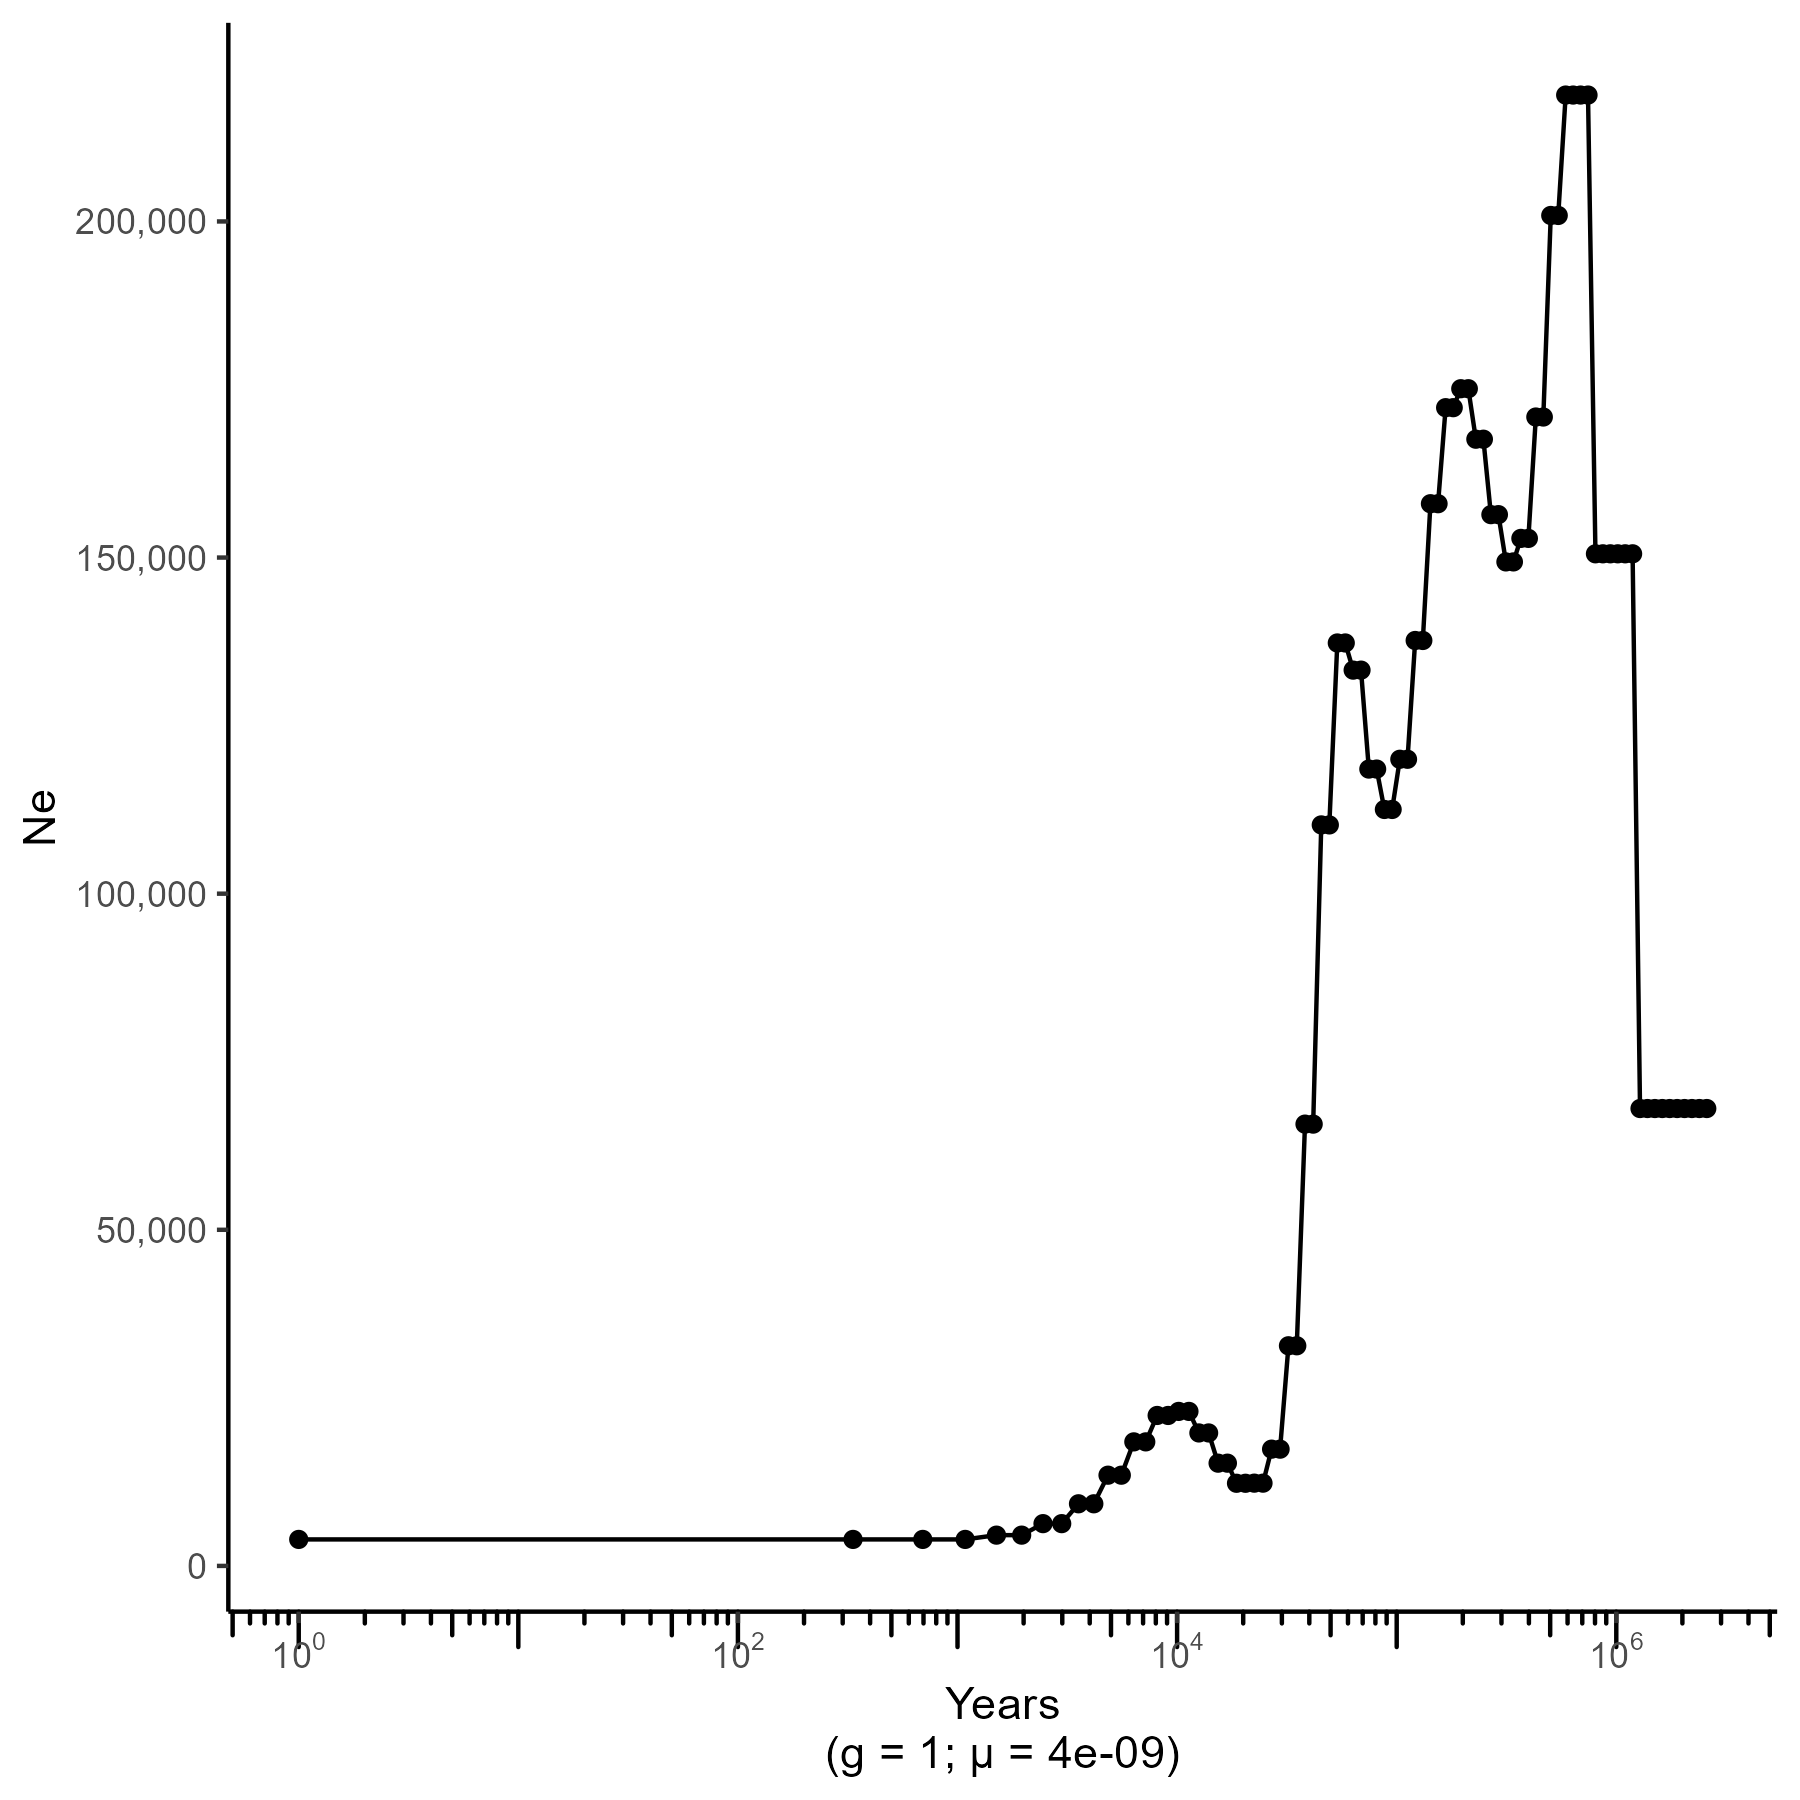 Ne
200,000
150,000
100,000
50,000
0
10⁰ 10² 10⁴ 10⁶
Years
(g = 1; µ = 4e-09)